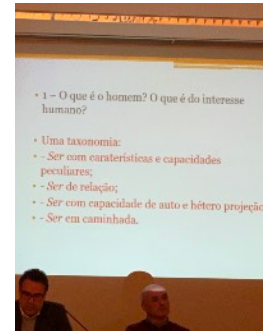 • 1 – O que é o homem? O que é do interesse
humano?
• Uma taxonomia:
• - Ser com caraterísticas e capacidades
peculiares;
• - Ser de relação;
• - Ser com capacidade de auto e hétero projeção
• - Ser em caminhada.